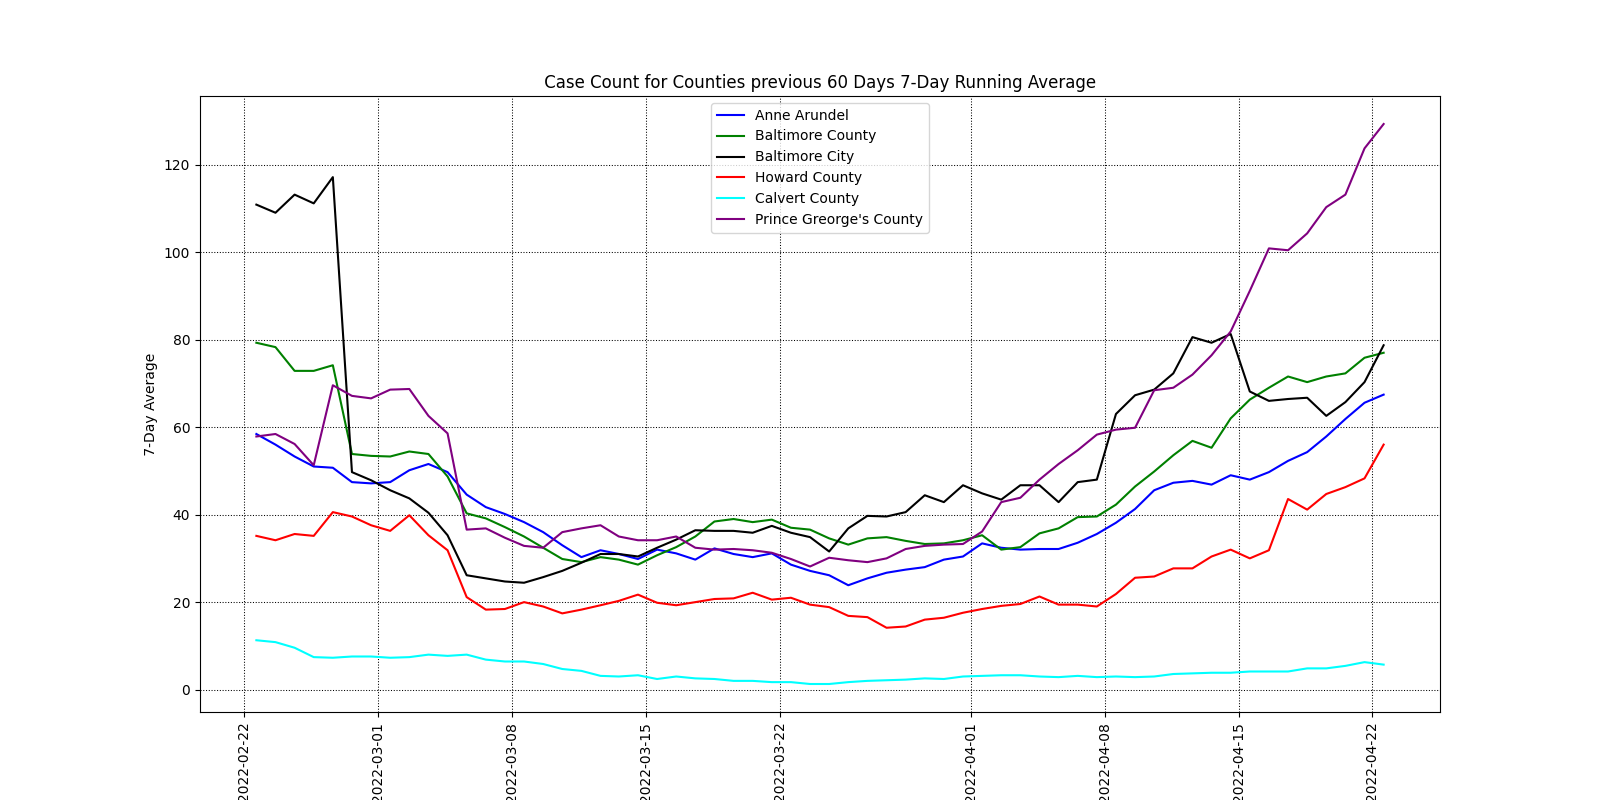 Case Count for Counties previous 60 Days 7-Day Running Average
Anne Arundel
Baltimore County
Baltimore City
Howard County
Calvert County
Prince Greorge's County
7-Day Average
120
100
80
60
40
20
0
2022-02-22
2022-03-01
2022-03-08
2022-03-15
2022-03-22
2022-04-01
2022-04-08
2022-04-15
2022-04-22